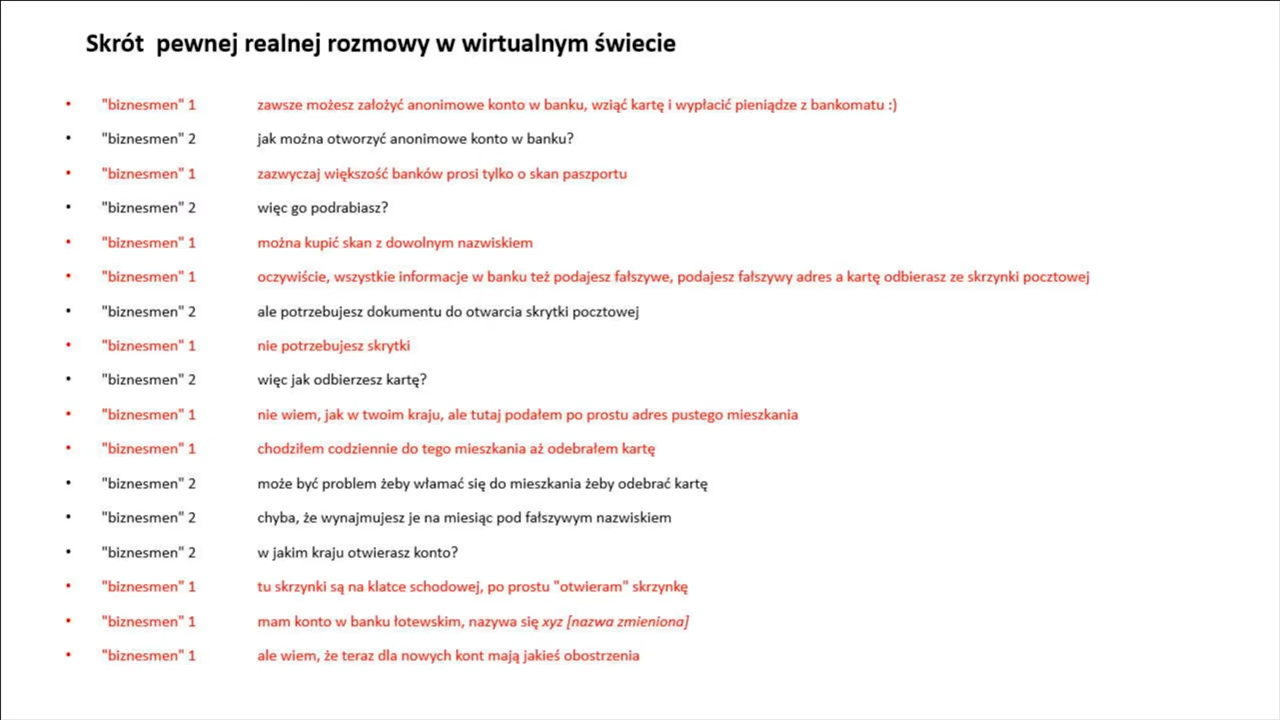 Skrót pewnej realnej rozmowy w wirtualnym świecie
• "biznesmen" 1 zawsze możesz założyć anonimowe konto w banku, wziąć kartę i wypłacić pieniądze z bankomatu :)
• "biznesmen" 2 jak można otworzyć anonimowe konto w banku?
• "biznesmen" 1 zazwyczaj większość banków prosi tylko o skan paszportu
• "biznesmen" 2 więc go podrabiasz?
• "biznesmen" 1 można kupić skan z dowolnym nazwiskiem
• "biznesmen" 1 oczywiście, wszystkie informacje w banku też podajesz fałszywe, podajesz fałszywy adres a kartę odbierasz ze skrzynki pocztowej
• "biznesmen" 2 ale potrzebujesz dokumentu do otwarcia skrytki pocztowej
• "biznesmen" 1 nie potrzebujesz skrytki
• "biznesmen" 2 więc jak odbierzesz kartę?
• "biznesmen" 1 nie wiem, jak w twoim kraju, ale tutaj podałem po prostu adres pustego mieszkania
• "biznesmen" 1 chodziłem codziennie do tego mieszkania aż odebrałem kartę
• "biznesmen" 2 może być problem żeby włamać się do mieszkania żeby odebrać kartę
• "biznesmen" 2 chyba, że wynajmujesz je na miesiąc pod fałszywym nazwiskiem
• "biznesmen" 2 w jakim kraju otwierasz konto?
• "biznesmen" 1 tu skrzynki są na klatce schodowej, po prostu "otwieram" skrzynkę
• "biznesmen" 1 mam konto w banku łotewskim, nazywa się xyz [nazwa zmieniona]
• "biznesmen" 1 ale wiem, że teraz dla nowych kont mają jakieś obostrzenia